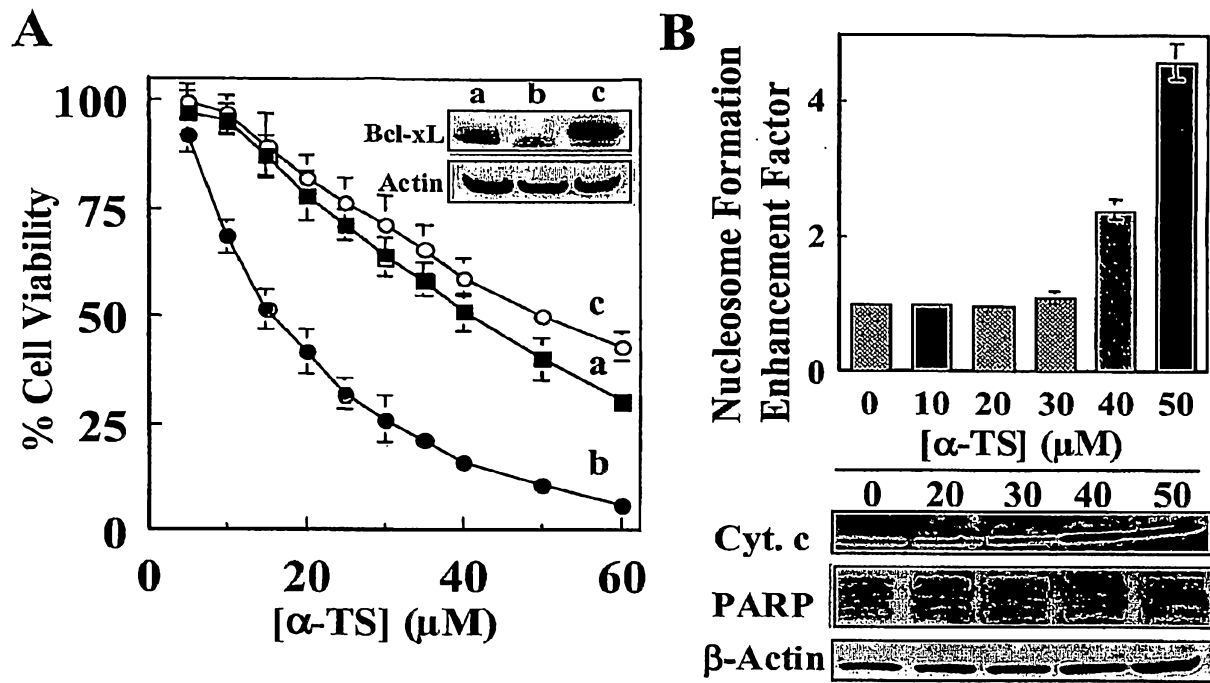 A
% Cell Viability
100
75
50
25
0
0 20 40 60
[α-TS] (μM)
a b c
Bcl-xL
Actin
c
a
b
B
Nucleosome Formation
Enhancement Factor
4
2
0
0 10 20 30 40 50
[α-TS] (μM)
0 20 30 40 50
Cyt. c
PARP
β-Actin